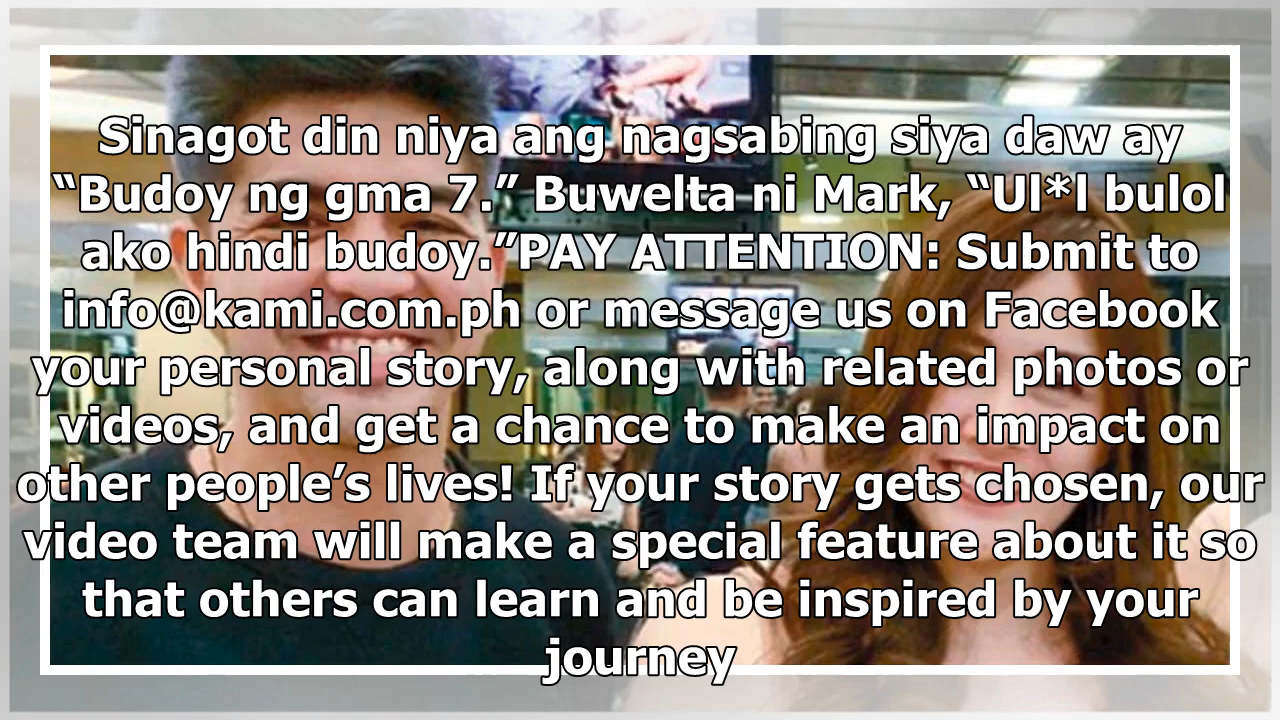 Sinagot din niya ang nagsabing siya daw ay
“Budoy ng gma 7.” Buwelta ni Mark, “Ul*l bulol
ako hindi budoy.”PAY ATTENTION: Submit to
info@kami.com.ph or message us on Facebook
your personal story, along with related photos or
videos, and get a chance to make an impact on
other people’s lives! If your story gets chosen, our
video team will make a special feature about it so
that others can learn and be inspired by your
journey